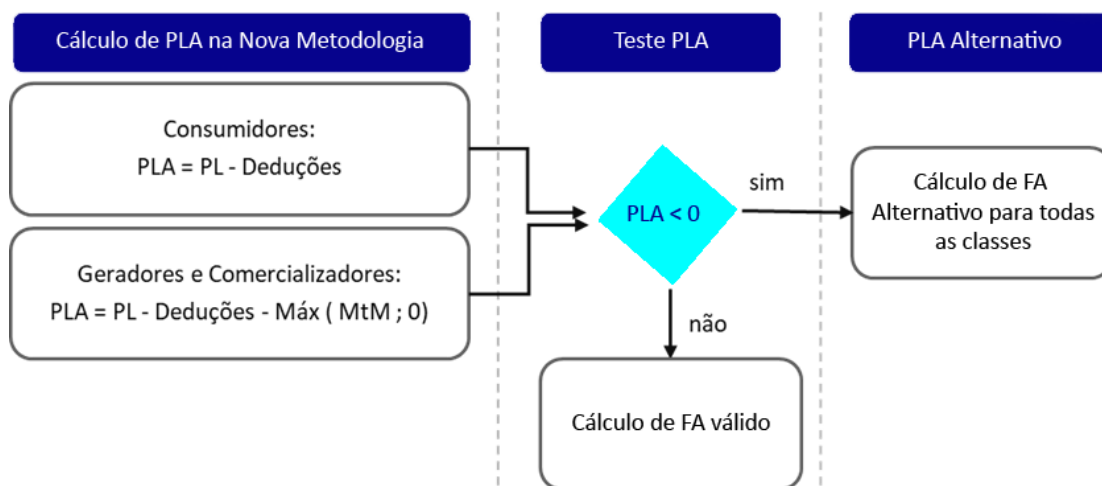 Cálculo de PLA na Nova Metodologia
Consumidores:
PLA = PL - Deduções
Geradores e Comercializadores:
PLA = PL - Deduções - Máx ( MtM ; 0)
Teste PLA
PLA < 0
sim
não
Cálculo de FA válido
PLA Alternativo
Cálculo de FA
Alternativo para todas
as classes